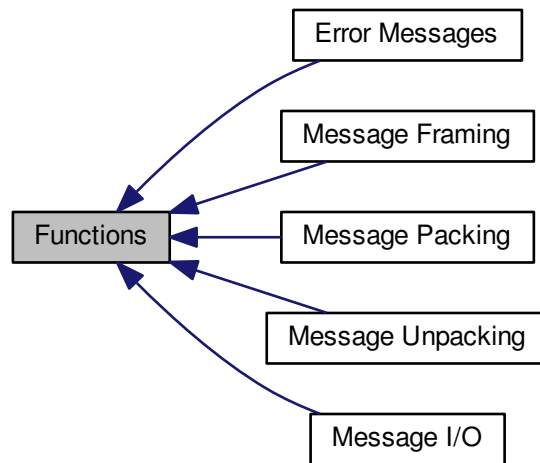 Error Messages
Message Framing
Functions
Message Packing
Message Unpacking
Message I/O